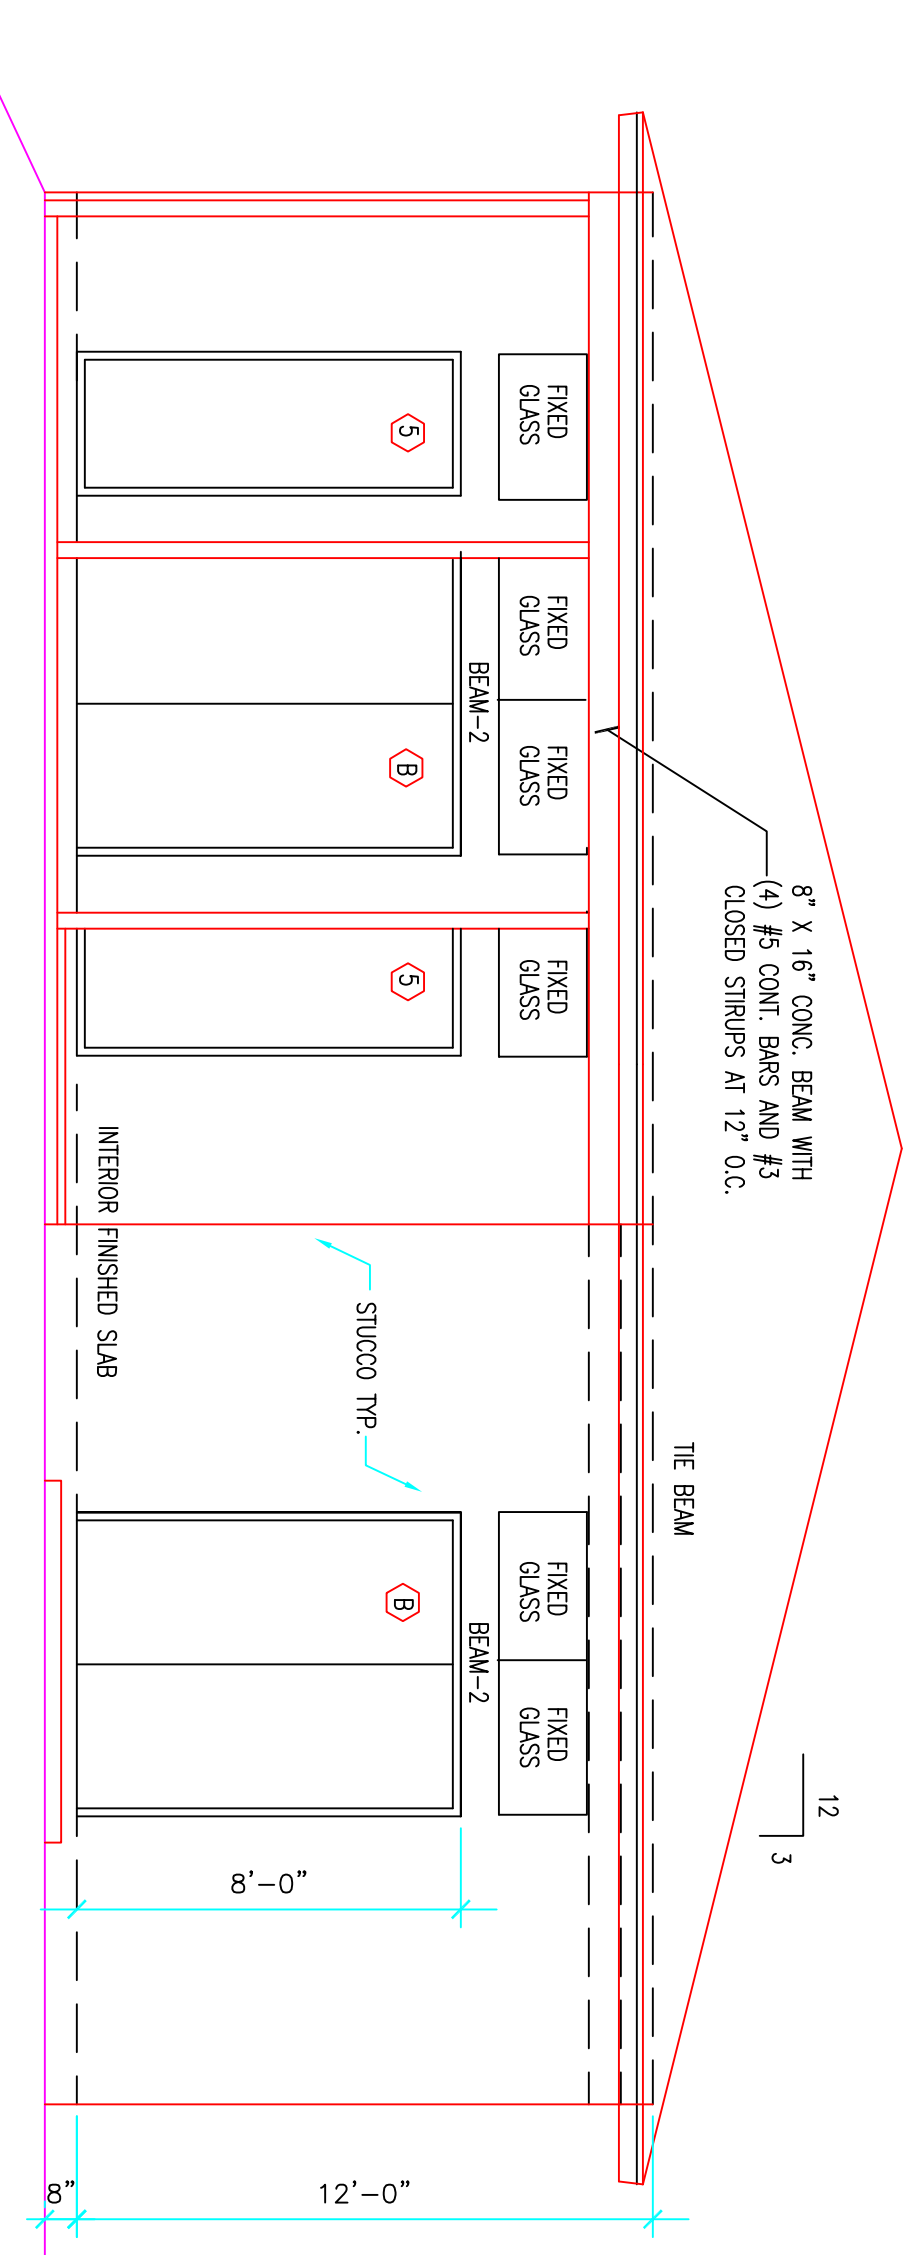 8" X 16" CONC. BEAM WITH
(4) #5 CONT. BARS AND #3
CLOSED STIRUPS AT 12" O.C.
12
3
TIE BEAM
FIXED
GLASS
FIXED
GLASS
FIXED
GLASS
FIXED
GLASS
FIXED
GLASS
FIXED
GLASS
BEAM-2
BEAM-2
5
B
5
B
STUCCO TYP.
INTERIOR FINISHED SLAB
8'-0"
12'-0"
8"